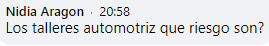 Nidia Aragon · 20:58
Los talleres automotriz que riesgo son?